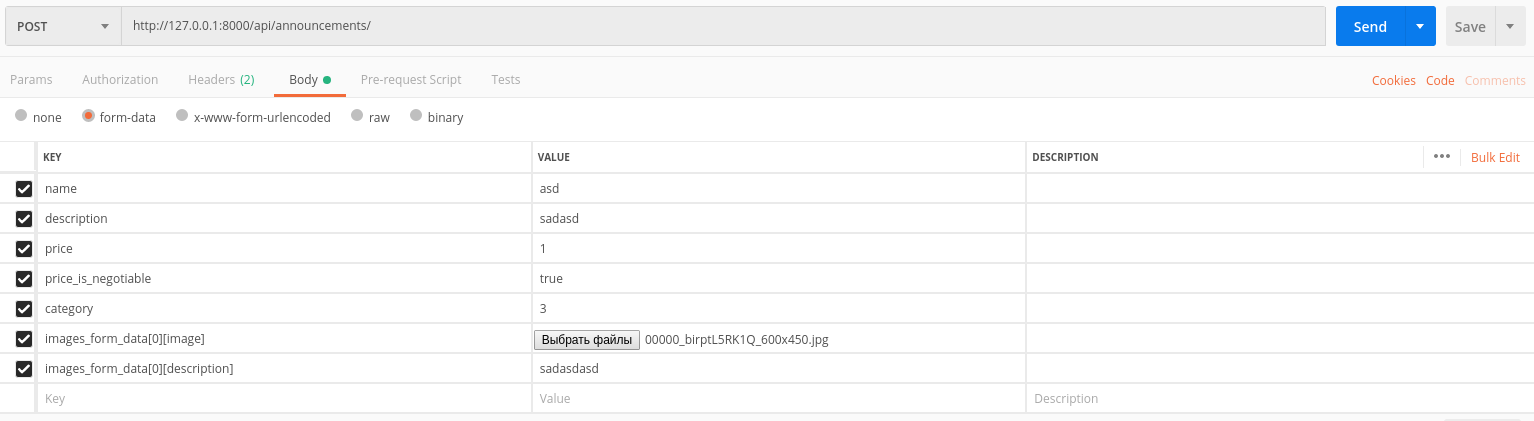 POST http://127.0.0.1:8000/api/announcements/ Send Save
Params Authorization Headers (2) Body Pre-request Script Tests Cookies Code Comments
none form-data x-www-form-urlencoded raw binary
KEY VALUE DESCRIPTION ••• Bulk Edit
name asd
description sadasd
price 1
price_is_negotiable true
category 3
images_form_data[0][image] Выбрать файлы 00000_birptL5RK1Q_600x450.jpg
images_form_data[0][description] sadasdasd
Key Value Description